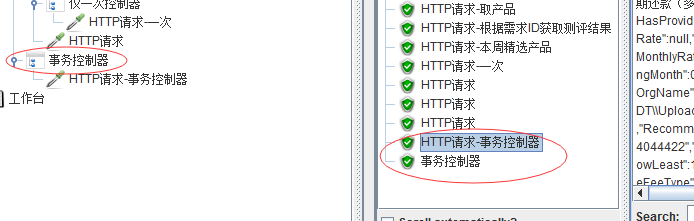 仅一次控制器
HTTP请求-一次
HTTP请求
事务控制器
HTTP请求-事务控制器
工作台
HTTP请求-取产品
HTTP请求-根据需求ID获取测评结果
HTTP请求-本周精选产品
HTTP请求-一次
HTTP请求
HTTP请求
HTTP请求
HTTP请求-事务控制器
事务控制器
期还款（多
HasProvid
Rate":null,"
MonthlyRa
ngMonth":0
OrgName"
DT\\Upload
,"Recomm
4044422","
owLeast":1
eFeeType"
Search: